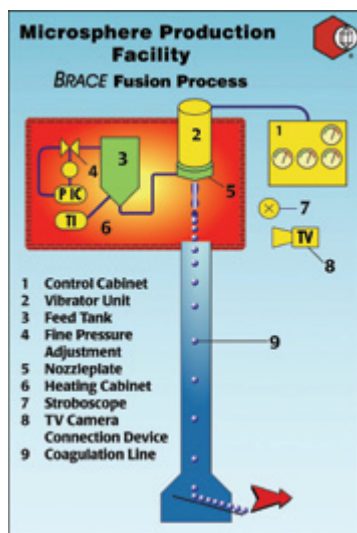 Microsphere Production
Facility
BRACE Fusion Process
1
2
3
4
PIC
TI
5
6
7
TV
8
9
1 Control Cabinet
2 Vibrator Unit
3 Feed Tank
4 Fine Pressure
Adjustment
5 Nozzleplate
6 Heating Cabinet
7 Stroboscope
8 TV Camera
Connection Device
9 Coagulation Line